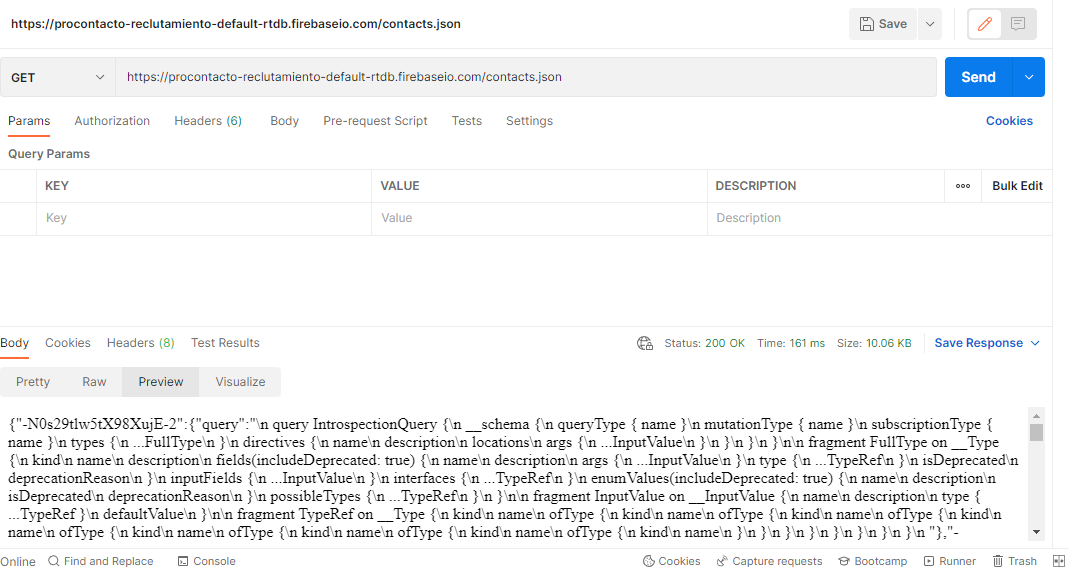 https://procontacto-reclutamiento-default-rtdb.firebaseio.com/contacts.json
Save
GET
https://procontacto-reclutamiento-default-rtdb.firebaseio.com/contacts.json
Send
Params
Authorization
Headers (6)
Body
Pre-request Script
Tests
Settings
Cookies
Query Params
KEY
VALUE
DESCRIPTION
Bulk Edit
Key
Value
Description
Body
Cookies
Headers (8)
Test Results
Status: 200 OK
Time: 161 ms
Size: 10.06 KB
Save Response
Pretty
Raw
Preview
Visualize
{"-N0s29tlw5tX98XujE-2":{"query":"\n query IntrospectionQuery {\n __schema {\n queryType { name }\n mutationType { name }\n subscriptionType {
name }\n types {\n ...FullType\n }\n directives {\n name\n description\n locations\n args {\n ...InputValue\n }\n }\n }\n }\n\n fragment FullType on __Type
{\n kind\n name\n description\n fields(includeDeprecated: true) {\n name\n description\n args {\n ...InputValue\n }\n type {\n ...TypeRef\n }\n isDeprecated\n
deprecationReason\n }\n inputFields {\n ...InputValue\n }\n interfaces {\n ...TypeRef\n }\n enumValues(includeDeprecated: true) {\n name\n description\n
isDeprecated\n deprecationReason\n }\n possibleTypes {\n ...TypeRef\n }\n }\n\n fragment InputValue on __InputValue {\n name\n description\n type {
...TypeRef }\n defaultValue\n }\n\n fragment TypeRef on __Type {\n kind\n name\n ofType {\n kind\n name\n ofType {\n kind\n name\n ofType {\n kind\n
name\n ofType {\n kind\n name\n ofType {\n kind\n name\n ofType {\n kind\n name\n ofType {\n kind\n name\n }\n }\n }\n }\n }\n }\n }\n }\n "},"-
Online
Find and Replace
Console
Cookies
Capture requests
Bootcamp
Runner
Trash